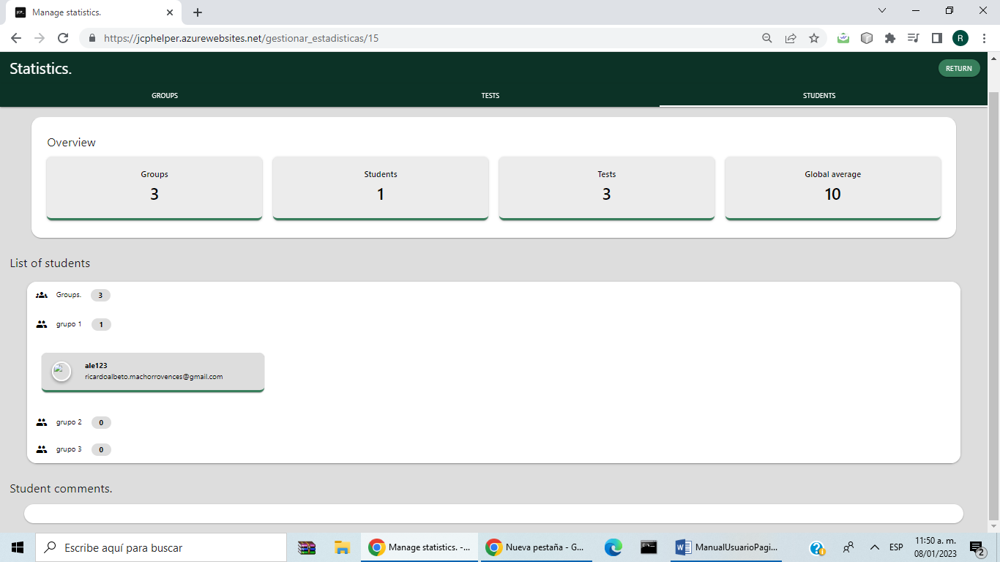 Manage statistics.
https://jcphelper.azurewebsites.net/gestionar_estadisticas/15
R
Statistics.
RETURN
GROUPS
TESTS
STUDENTS
Overview
Groups
3
Students
1
Tests
3
Global average
10
List of students
Groups. 3
grupo 1 1
ale123
ricardoalbeto.machorrovences@gmail.com
grupo 2 0
grupo 3 0
Student comments.
Escribe aquí para buscar
Manage statistics. -...
Nueva pestaña - G...
ManualUsuarioPagi...
ESP
11:50 a. m.
08/01/2023
2